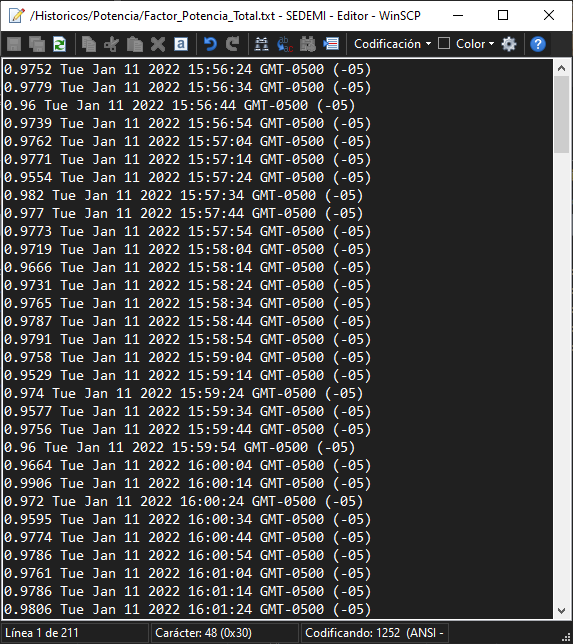 /Historicos/Potencia/Factor_Potencia_Total.txt - SEDEMI - Editor - WinSCP
Codificación Color
0.9752 Tue Jan 11 2022 15:56:24 GMT-0500 (-05)
0.9779 Tue Jan 11 2022 15:56:34 GMT-0500 (-05)
0.96 Tue Jan 11 2022 15:56:44 GMT-0500 (-05)
0.9739 Tue Jan 11 2022 15:56:54 GMT-0500 (-05)
0.9762 Tue Jan 11 2022 15:57:04 GMT-0500 (-05)
0.9771 Tue Jan 11 2022 15:57:14 GMT-0500 (-05)
0.9554 Tue Jan 11 2022 15:57:24 GMT-0500 (-05)
0.982 Tue Jan 11 2022 15:57:34 GMT-0500 (-05)
0.977 Tue Jan 11 2022 15:57:44 GMT-0500 (-05)
0.9773 Tue Jan 11 2022 15:57:54 GMT-0500 (-05)
0.9719 Tue Jan 11 2022 15:58:04 GMT-0500 (-05)
0.9666 Tue Jan 11 2022 15:58:14 GMT-0500 (-05)
0.9731 Tue Jan 11 2022 15:58:24 GMT-0500 (-05)
0.9765 Tue Jan 11 2022 15:58:34 GMT-0500 (-05)
0.9787 Tue Jan 11 2022 15:58:44 GMT-0500 (-05)
0.9791 Tue Jan 11 2022 15:58:54 GMT-0500 (-05)
0.9758 Tue Jan 11 2022 15:59:04 GMT-0500 (-05)
0.9529 Tue Jan 11 2022 15:59:14 GMT-0500 (-05)
0.974 Tue Jan 11 2022 15:59:24 GMT-0500 (-05)
0.9577 Tue Jan 11 2022 15:59:34 GMT-0500 (-05)
0.9756 Tue Jan 11 2022 15:59:44 GMT-0500 (-05)
0.96 Tue Jan 11 2022 15:59:54 GMT-0500 (-05)
0.9664 Tue Jan 11 2022 16:00:04 GMT-0500 (-05)
0.9906 Tue Jan 11 2022 16:00:14 GMT-0500 (-05)
0.972 Tue Jan 11 2022 16:00:24 GMT-0500 (-05)
0.9595 Tue Jan 11 2022 16:00:34 GMT-0500 (-05)
0.9774 Tue Jan 11 2022 16:00:44 GMT-0500 (-05)
0.9786 Tue Jan 11 2022 16:00:54 GMT-0500 (-05)
0.9761 Tue Jan 11 2022 16:01:04 GMT-0500 (-05)
0.9786 Tue Jan 11 2022 16:01:14 GMT-0500 (-05)
0.9806 Tue Jan 11 2022 16:01:24 GMT-0500 (-05)
Línea 1 de 211 Carácter: 48 (0x30) Codificando: 1252 (ANSI -